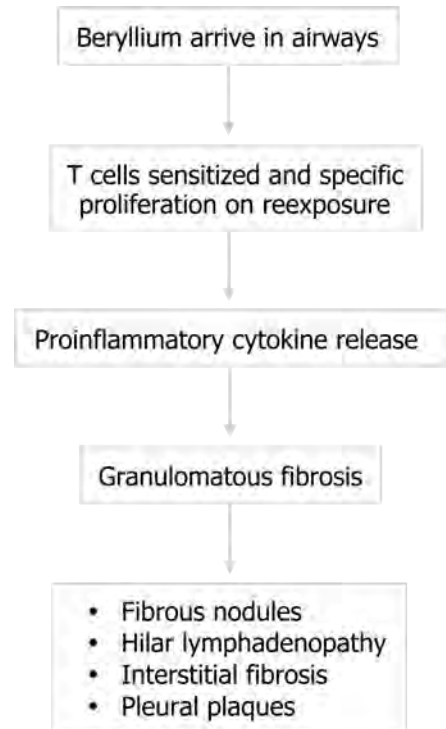 Beryllium arrive in airways
T cells sensitized and specific
proliferation on reexposure
Proinflammatory cytokine release
Granulomatous fibrosis
• Fibrous nodules
• Hilar lymphadenopathy
• Interstitial fibrosis
• Pleural plaques